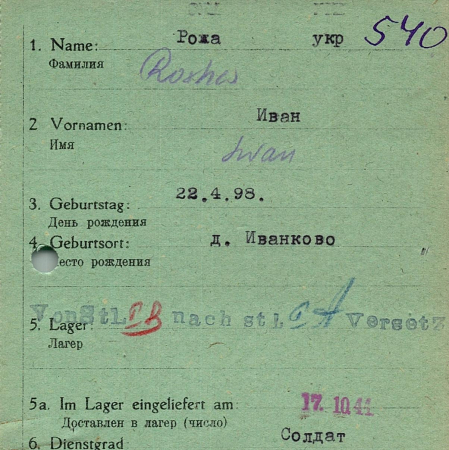 1. Name: Рожа укр 540
Фамилия
2 Vornamen: Иван
Имя Iwan
3. Geburtstag: 22.4.98.
День рождения
4. Geburtsort: д. Иванково "
место рождения
Von Stl. nach stl. A Versetz
5. Lager:
Лагер
5a. Im Lager eingeliefert am: 17. 10.41
Доставлен в лагер (число)
6. Dienstgrad Солдат